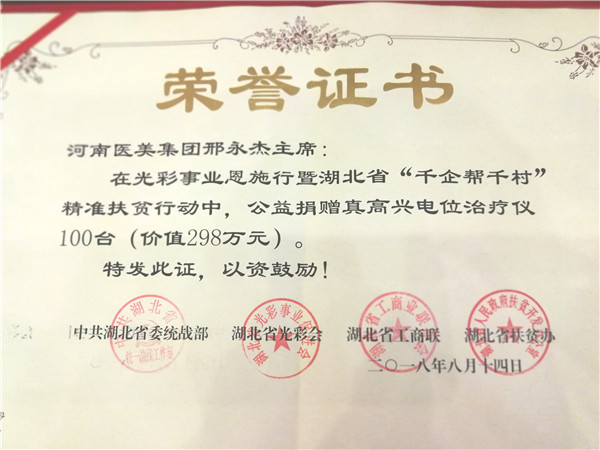 荣誉证书
河南医美集团邢永杰主席：
在光彩事业恩施行暨湖北省“千企帮千村”
精准扶贫行动中，公益捐赠真高兴电位治疗仪
100台（价值298万元）。
特发此证，以资鼓励！
中共湖北省委统战部 湖北省光彩会 湖北省工商联 湖北省扶贫办
二〇一八年八月十四日